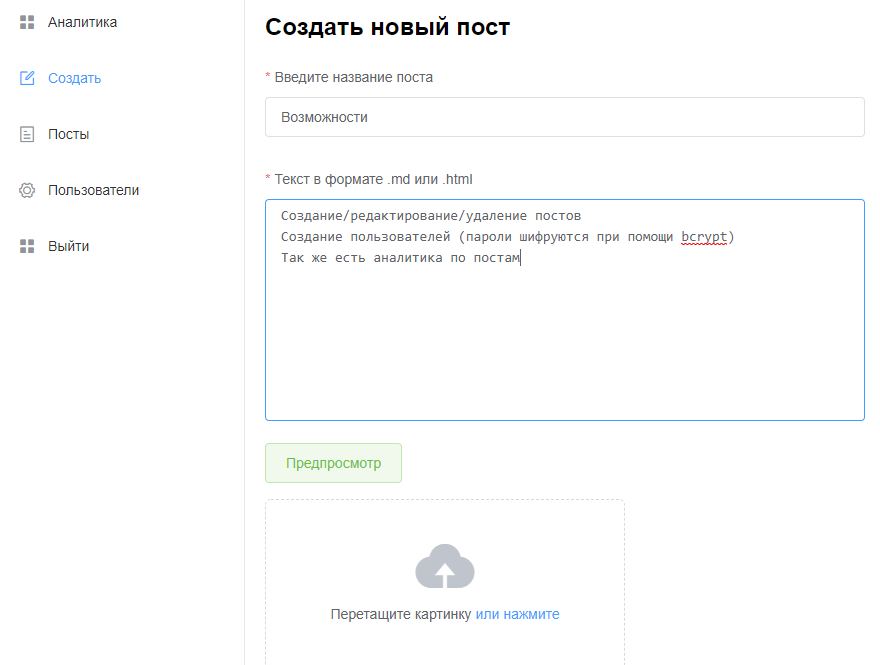 Аналитика
Создать
Посты
Пользователи
Выйти
Создать новый пост
* Введите название поста
Возможности
* Текст в формате .md или .html
Создание/редактирование/удаление постов
Создание пользователей (пароли шифруются при помощи bcrypt)
Так же есть аналитика по постам
Предпросмотр
Перетащите картинку или нажмите